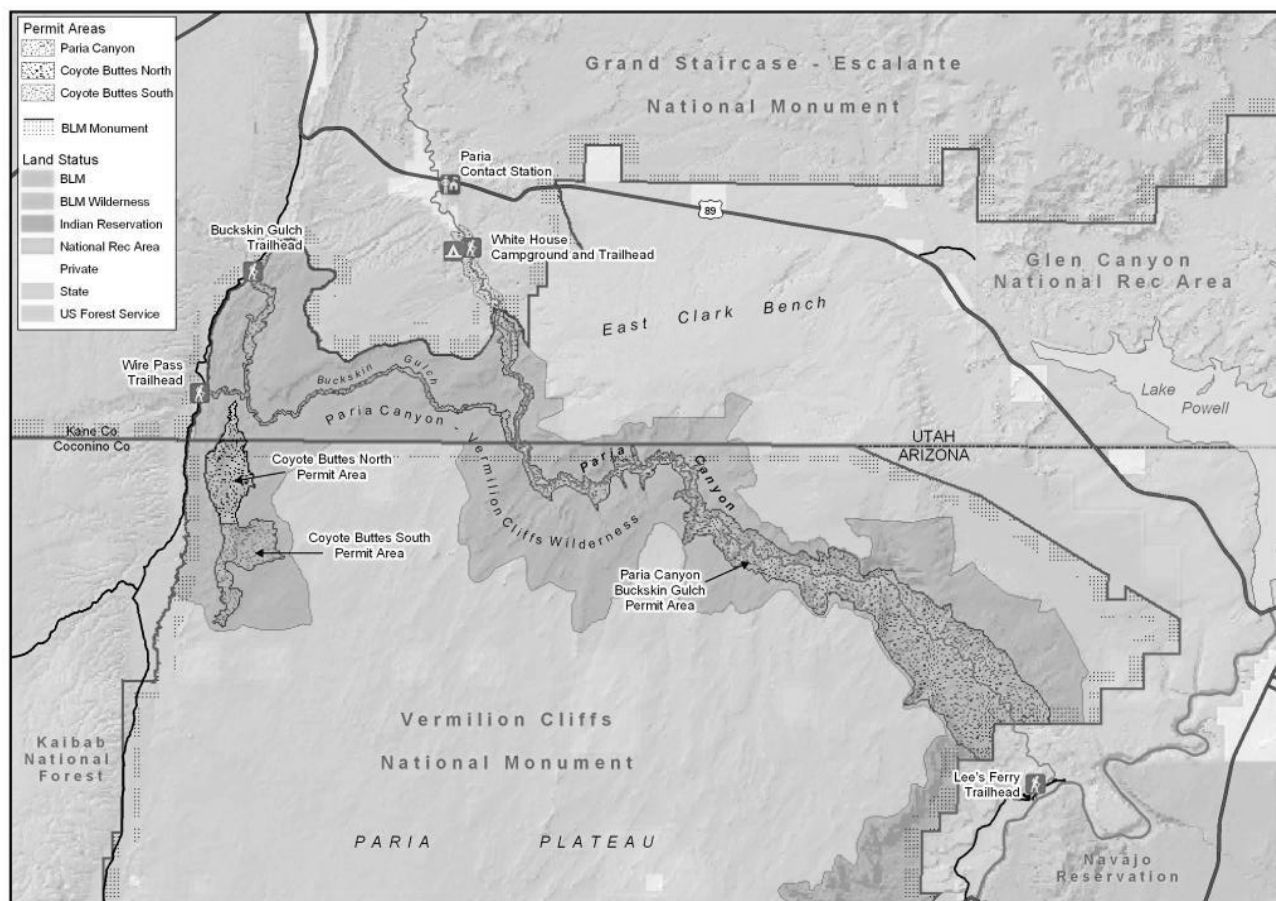 Permit Areas
Paria Canyon
Coyote Buttes North
Coyote Buttes South
BLM Monument
Land Status
BLM
BLM Wilderness
Indian Reservation
National Rec Area
Private
State
US Forest Service
Grand Staircase - Escalante
National Monument
Paria
Contact Station
89
Buckskin Gulch
Trailhead
White House
Campground and Trailhead
Glen Canyon
National Rec Area
East Clark Bench
Wire Pass
Trailhead
Buckskin Gulch
Lake
Powell
Paria Canyon - Vermilion Cliffs Wilderness
Kane Co
Coconino Co
UTAH
ARIZONA
Paria Canyon
Coyote Buttes North
Permit Area
Coyote Buttes South
Permit Area
Paria Canyon
Buckskin Gulch
Permit Area
Vermilion Cliffs
National Monument
Kaibab
National
Forest
Lee's Ferry
Trailhead
PARIA PLATEAU
Navajo
Reservation